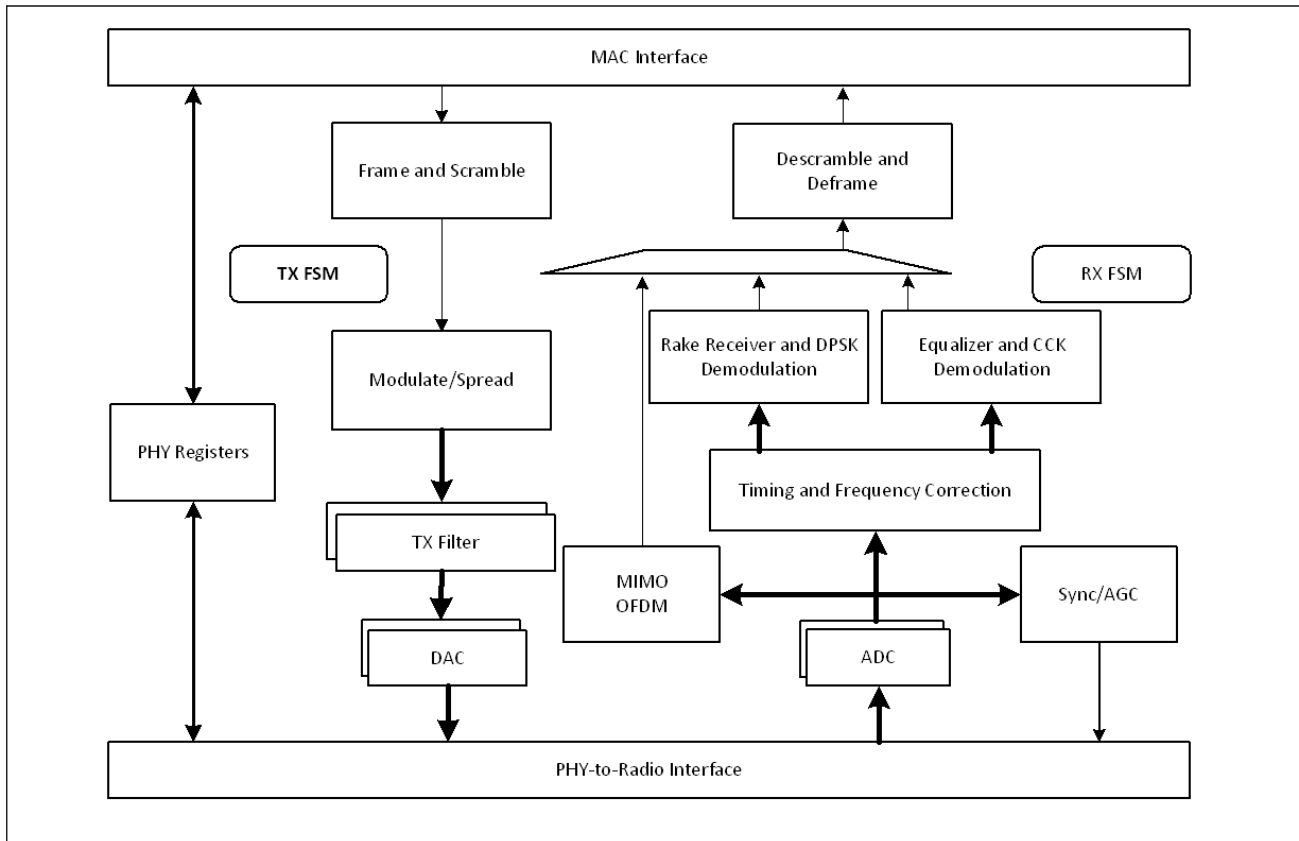 MAC Interface
Frame and Scramble
Descramble and
Deframe
TX FSM
RX FSM
Modulate/Spread
Rake Receiver and DPSK
Demodulation
Equalizer and CCK
Demodulation
PHY Registers
Timing and Frequency Correction
TX Filter
MIMO
OFDM
Sync/AGC
DAC
ADC
PHY-to-Radio Interface